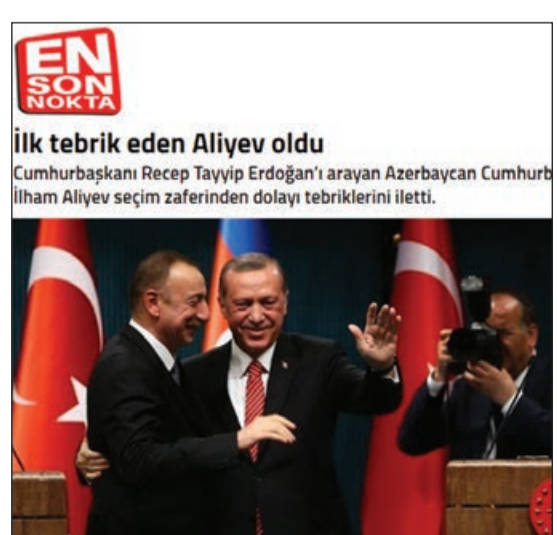 EN
SON
NOKTA
İlk tebrik eden Aliyev oldu
Cumhurbaşkanı Recep Tayyip Erdoğan'ı arayan Azerbaycan Cumhurb
İlham Aliyev seçim zaferinden dolayı tebriklerini iletti.